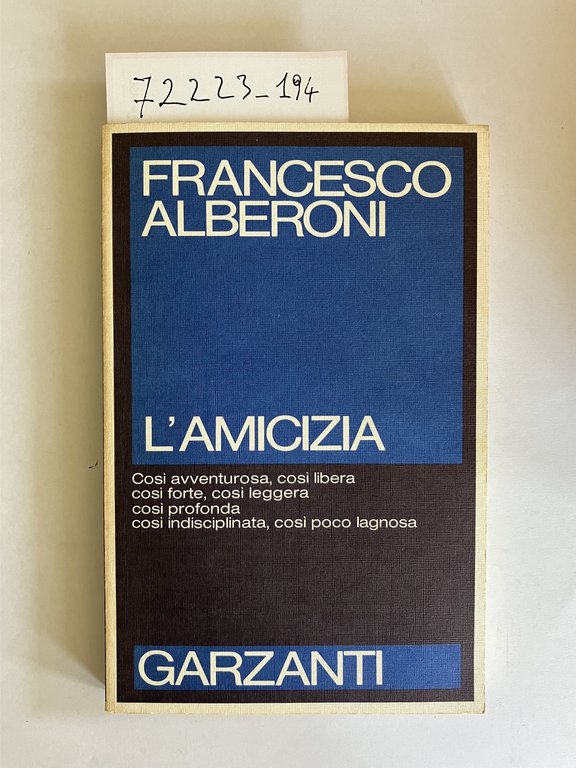 72223-194
FRANCESCO
ALBERONI
L'AMICIZIA
Così avventurosa, così libera
così forte, così leggera
così profonda
così indisciplinata, così poco lagnosa
GARZANTI